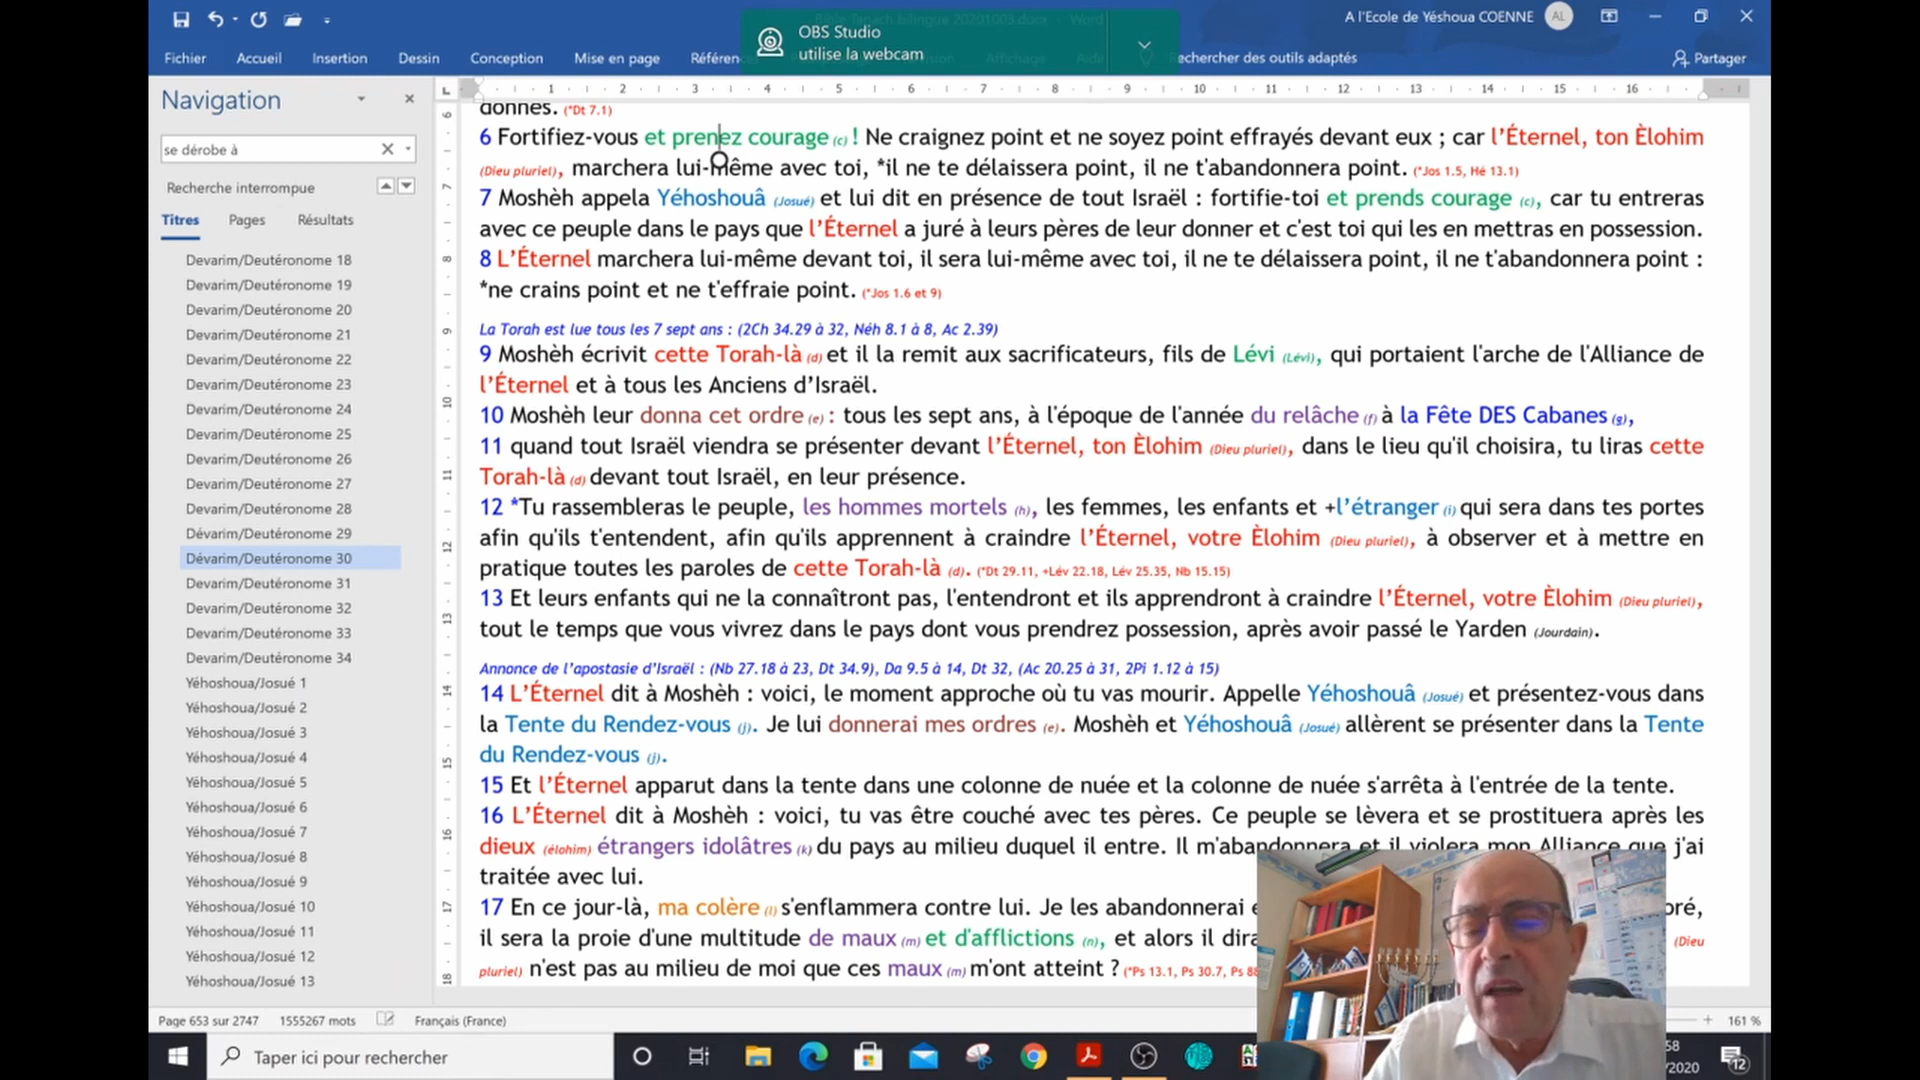 A l'Ecole de Yéshoua COENNE AL
OBS Studio
utilise la webcam
Fichier Accueil Insertion Dessin Conception Mise en page Référen Rechercher des outils adaptés Partager
Navigation
se dérobe à
Recherche interrompue
Titres Pages Résultats
Devarim/Deutéronome 18
Devarim/Deutéronome 19
Devarim/Deutéronome 20
Devarim/Deutéronome 21
Devarim/Deutéronome 22
Devarim/Deutéronome 23
Devarim/Deutéronome 24
Devarim/Deutéronome 25
Devarim/Deutéronome 26
Devarim/Deutéronome 27
Devarim/Deutéronome 28
Dévarim/Deutéronome 29
Dévarim/Deutéronome 30
Devarim/Deutéronome 31
Devarim/Deutéronome 32
Devarim/Deutéronome 33
Devarim/Deutéronome 34
Yéhoshoua/Josué 1
Yéhoshoua/Josué 2
Yéhoshoua/Josué 3
Yéhoshoua/Josué 4
Yéhoshoua/Josué 5
Yéhoshoua/Josué 6
Yéhoshoua/Josué 7
Yéhoshoua/Josué 8
Yéhoshoua/Josué 9
Yéhoshoua/Josué 10
Yéhoshoua/Josué 11
Yéhoshoua/Josué 12
Yéhoshoua/Josué 13
1 2 3 4 5 6 7 8 9 10 11 12 13 14 15 16
donnés. (*Dt 7.1)
6 Fortifiez-vous et prenez courage (c) ! Ne craignez point et ne soyez point effrayés devant eux ; car l'Éternel, ton Èlohim
(Dieu pluriel), marchera lui-même avec toi, *il ne te délaissera point, il ne t'abandonnera point. (*Jos 1.5, Hé 13.1)
7 Moshèh appela Yéhoshouâ (Josué) et lui dit en présence de tout Israël : fortifie-toi et prends courage (c), car tu entreras
avec ce peuple dans le pays que l'Éternel a juré à leurs pères de leur donner et c'est toi qui les en mettras en possession.
8 L'Éternel marchera lui-même devant toi, il sera lui-même avec toi, il ne te délaissera point, il ne t'abandonnera point :
*ne crains point et ne t'effraie point. (*Jos 1.6 et 9)
La Torah est lue tous les 7 sept ans : (2Ch 34.29 à 32, Néh 8.1 à 8, Ac 2.39)
9 Moshèh écrivit cette Torah-là (d) et il la remit aux sacrificateurs, fils de Lévi (Lévi), qui portaient l'arche de l'Alliance de
l'Éternel et à tous les Anciens d'Israël.
10 Moshèh leur donna cet ordre (e) : tous les sept ans, à l'époque de l'année du relâche (f) à la Fête DES Cabanes (g),
11 quand tout Israël viendra se présenter devant l'Éternel, ton Èlohim (Dieu pluriel), dans le lieu qu'il choisira, tu liras cette
Torah-là (d) devant tout Israël, en leur présence.
12 *Tu rassembleras le peuple, les hommes mortels (h), les femmes, les enfants et +l'étranger (i) qui sera dans tes portes
afin qu'ils t'entendent, afin qu'ils apprennent à craindre l'Éternel, votre Èlohim (Dieu pluriel), à observer et à mettre en
pratique toutes les paroles de cette Torah-là (d). (*Dt 29.11, +Lév 22.18, Lév 25.35, Nb 15.15)
13 Et leurs enfants qui ne la connaîtront pas, l'entendront et ils apprendront à craindre l'Éternel, votre Èlohim (Dieu pluriel),
tout le temps que vous vivrez dans le pays dont vous prendrez possession, après avoir passé le Yarden (Jourdain).
Annonce de l'apostasie d'Israël : (Nb 27.18 à 23, Dt 34.9), Da 9.5 à 14, Dt 32, (Ac 20.25 à 31, 2Pi 1.12 à 15)
14 L'Éternel dit à Moshèh : voici, le moment approche où tu vas mourir. Appelle Yéhoshouâ (Josué) et présentez-vous dans
la Tente du Rendez-vous (j). Je lui donnerai mes ordres (e). Moshèh et Yéhoshouâ (Josué) allèrent se présenter dans la Tente
du Rendez-vous (j).
15 Et l'Éternel apparut dans la tente dans une colonne de nuée et la colonne de nuée s'arrêta à l'entrée de la tente.
16 L'Éternel dit à Moshèh : voici, tu vas être couché avec tes pères. Ce peuple se lèvera et se prostituera après les
dieux (élohim) étrangers idolâtres (k) du pays au milieu duquel il entre. Il m'abandonnera et il violera mon Alliance que j'ai
traitée avec lui.
17 En ce jour-là, ma colère (l) s'enflammera contre lui. Je les abandonnerai oré,
il sera la proie d'une multitude de maux (m) et d'afflictions (n), et alors il dira (Dieu
pluriel) n'est pas au milieu de moi que ces maux (m) m'ont atteint ? (*Ps 13.1, Ps 30.7, Ps 88
Page 653 sur 2747 1555267 mots Français (France) 161 %
Taper ici pour rechercher
58
/2020
12